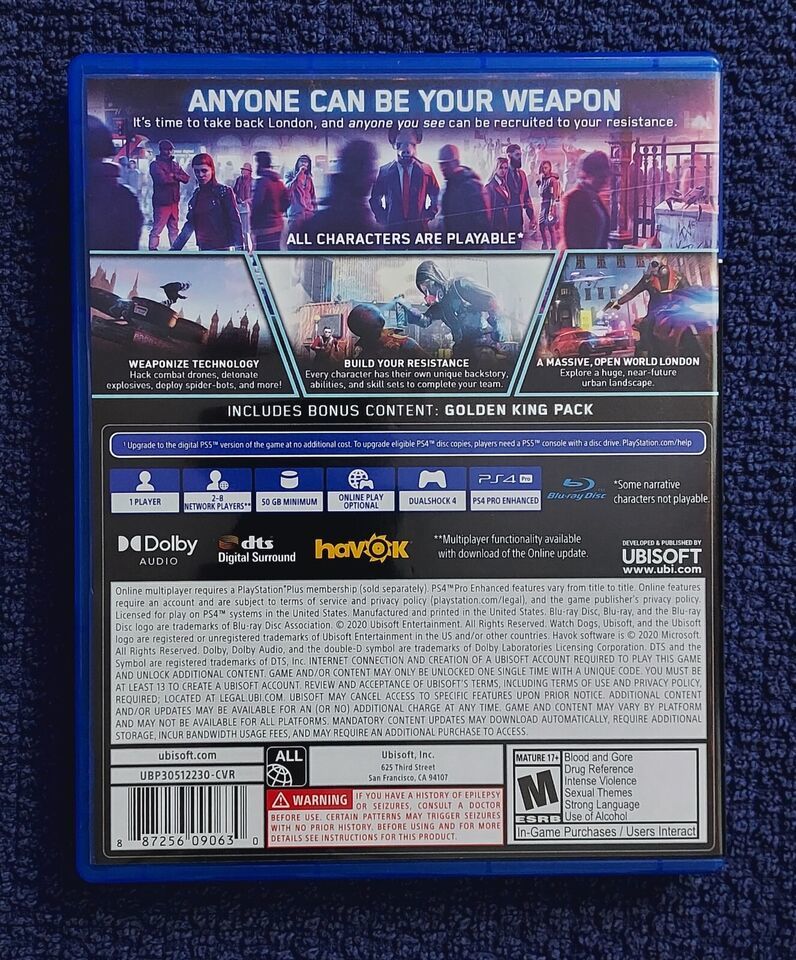 ANYONE CAN BE YOUR WEAPON
It's time to take back London, and anyone you see can be recruited to your resistance.
ALL CHARACTERS ARE PLAYABLE*
WEAPONIZE TECHNOLOGY
Hack combat drones, detonate
explosives, deploy spider-bots, and more!
BUILD YOUR RESISTANCE
Every character has their own unique backstory,
abilities, and skill sets to complete your team.
A MASSIVE, OPEN WORLD LONDON
Explore a huge, near-future
urban landscape.
INCLUDES BONUS CONTENT: GOLDEN KING PACK
¹ Upgrade to the digital PS5™ version of the game at no additional cost. To upgrade eligible PS4™ disc copies, players need a PS5™ console with a disc drive. PlayStation.com/help
1 PLAYER
2-8
NETWORK PLAYERS**
50 GB MINIMUM
ONLINE PLAY
OPTIONAL
DUALSHOCK 4
PS4 Pro
PS4 PRO ENHANCED
Blu-ray Disc
*Some narrative
characters not playable.
Dolby
AUDIO
dts
Digital Surround
havok
**Multiplayer functionality available
with download of the Online update.
DEVELOPED & PUBLISHED BY
UBISOFT
www.ubi.com
Online multiplayer requires a PlayStation®Plus membership (sold separately). PS4™Pro Enhanced features vary from title to title. Online features
require an account and are subject to terms of service and privacy policy (playstation.com/legal), and the game publisher's privacy policy.
Licensed for play on PS4™ systems in the United States. Manufactured and printed in the United States. Blu-ray Disc, Blu-ray, and the Blu-ray
Disc logo are trademarks of Blu-ray Disc Association. © 2020 Ubisoft Entertainment. All Rights Reserved. Watch Dogs, Ubisoft, and the Ubisoft
logo are registered or unregistered trademarks of Ubisoft Entertainment in the US and/or other countries. Havok software is © 2020 Microsoft.
All Rights Reserved. Dolby, Dolby Audio, and the double-D symbol are trademarks of Dolby Laboratories Licensing Corporation. DTS and the
Symbol are registered trademarks of DTS, Inc. INTERNET CONNECTION AND CREATION OF A UBISOFT ACCOUNT REQUIRED TO PLAY THIS GAME
AND UNLOCK ADDITIONAL CONTENT. GAME AND/OR CONTENT MAY ONLY BE UNLOCKED ONE SINGLE TIME WITH A UNIQUE CODE. YOU MUST BE
AT LEAST 13 TO CREATE A UBISOFT ACCOUNT. REVIEW AND ACCEPTANCE OF UBISOFT'S TERMS, INCLUDING TERMS OF USE AND PRIVACY POLICY,
REQUIRED; LOCATED AT LEGAL.UBI.COM. UBISOFT MAY CANCEL ACCESS TO SPECIFIC FEATURES UPON PRIOR NOTICE. ADDITIONAL CONTENT
AND/OR UPDATES MAY BE AVAILABLE FOR AN (OR NO) ADDITIONAL CHARGE AT ANY TIME. GAME AND CONTENT MAY VARY BY PLATFORM
AND MAY NOT BE AVAILABLE FOR ALL PLATFORMS. MANDATORY CONTENT UPDATES MAY DOWNLOAD AUTOMATICALLY, REQUIRE ADDITIONAL
STORAGE, INCUR BANDWIDTH USAGE FEES, AND MAY REQUIRE AN ADDITIONAL PURCHASE TO ACCESS.
ubisoft.com
UBP30512230-CVR
8 87256 09063 0
ALL
Ubisoft, Inc.
625 Third Street
San Francisco, CA 94107
WARNING IF YOU HAVE A HISTORY OF EPILEPSY
OR SEIZURES, CONSULT A DOCTOR
BEFORE USE. CERTAIN PATTERNS MAY TRIGGER SEIZURES
WITH NO PRIOR HISTORY. BEFORE USING AND FOR MORE
DETAILS SEE INSTRUCTIONS FOR THIS PRODUCT.
MATURE 17+
M
ESRB
Blood and Gore
Drug Reference
Intense Violence
Sexual Themes
Strong Language
Use of Alcohol
In-Game Purchases / Users Interact